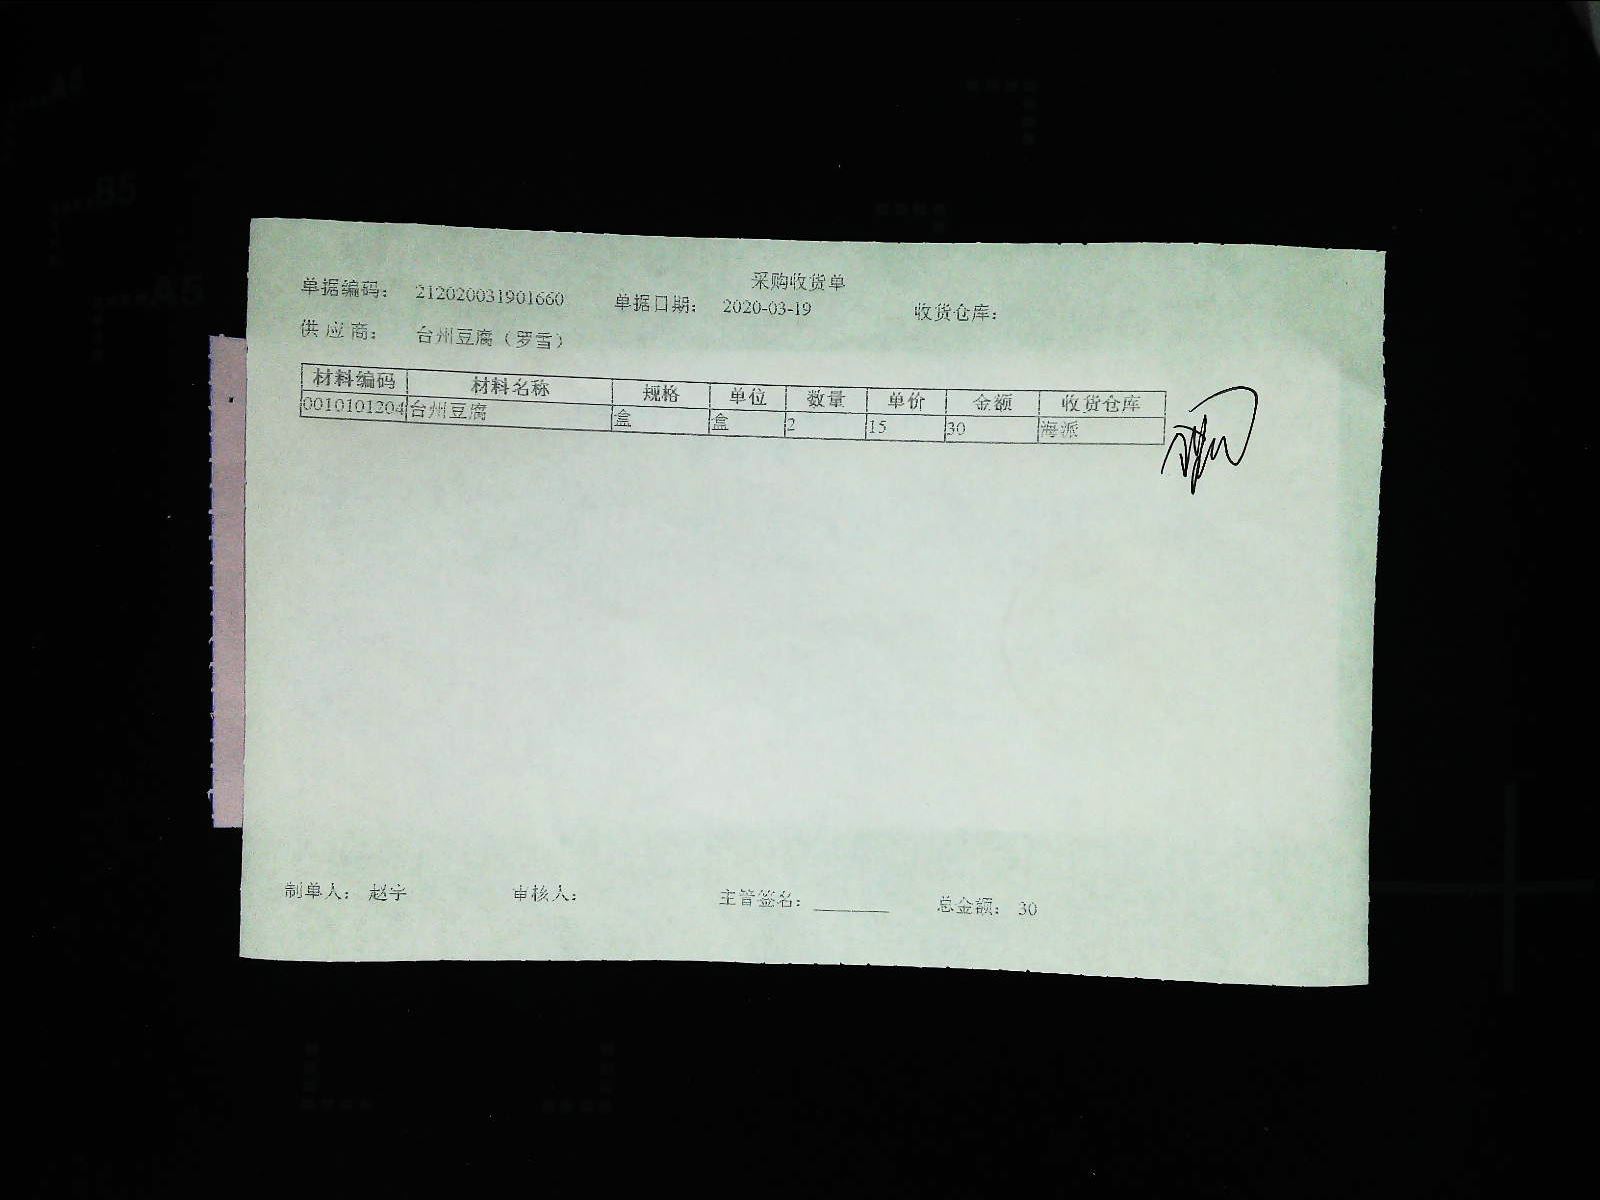 采购收货单
单据编码: 212020031901660 单据日期: 2020-03-19 收货仓库:
供应商: 台州豆腐(罗雪)
材料编码 材料名称 规格 单位 数量 单价 金额 收货仓库
0010101204 台州豆腐 盒 盒 2 15 30 海派
制单人: 赵宇 审核人: 主管签名: ______ 总金额: 30